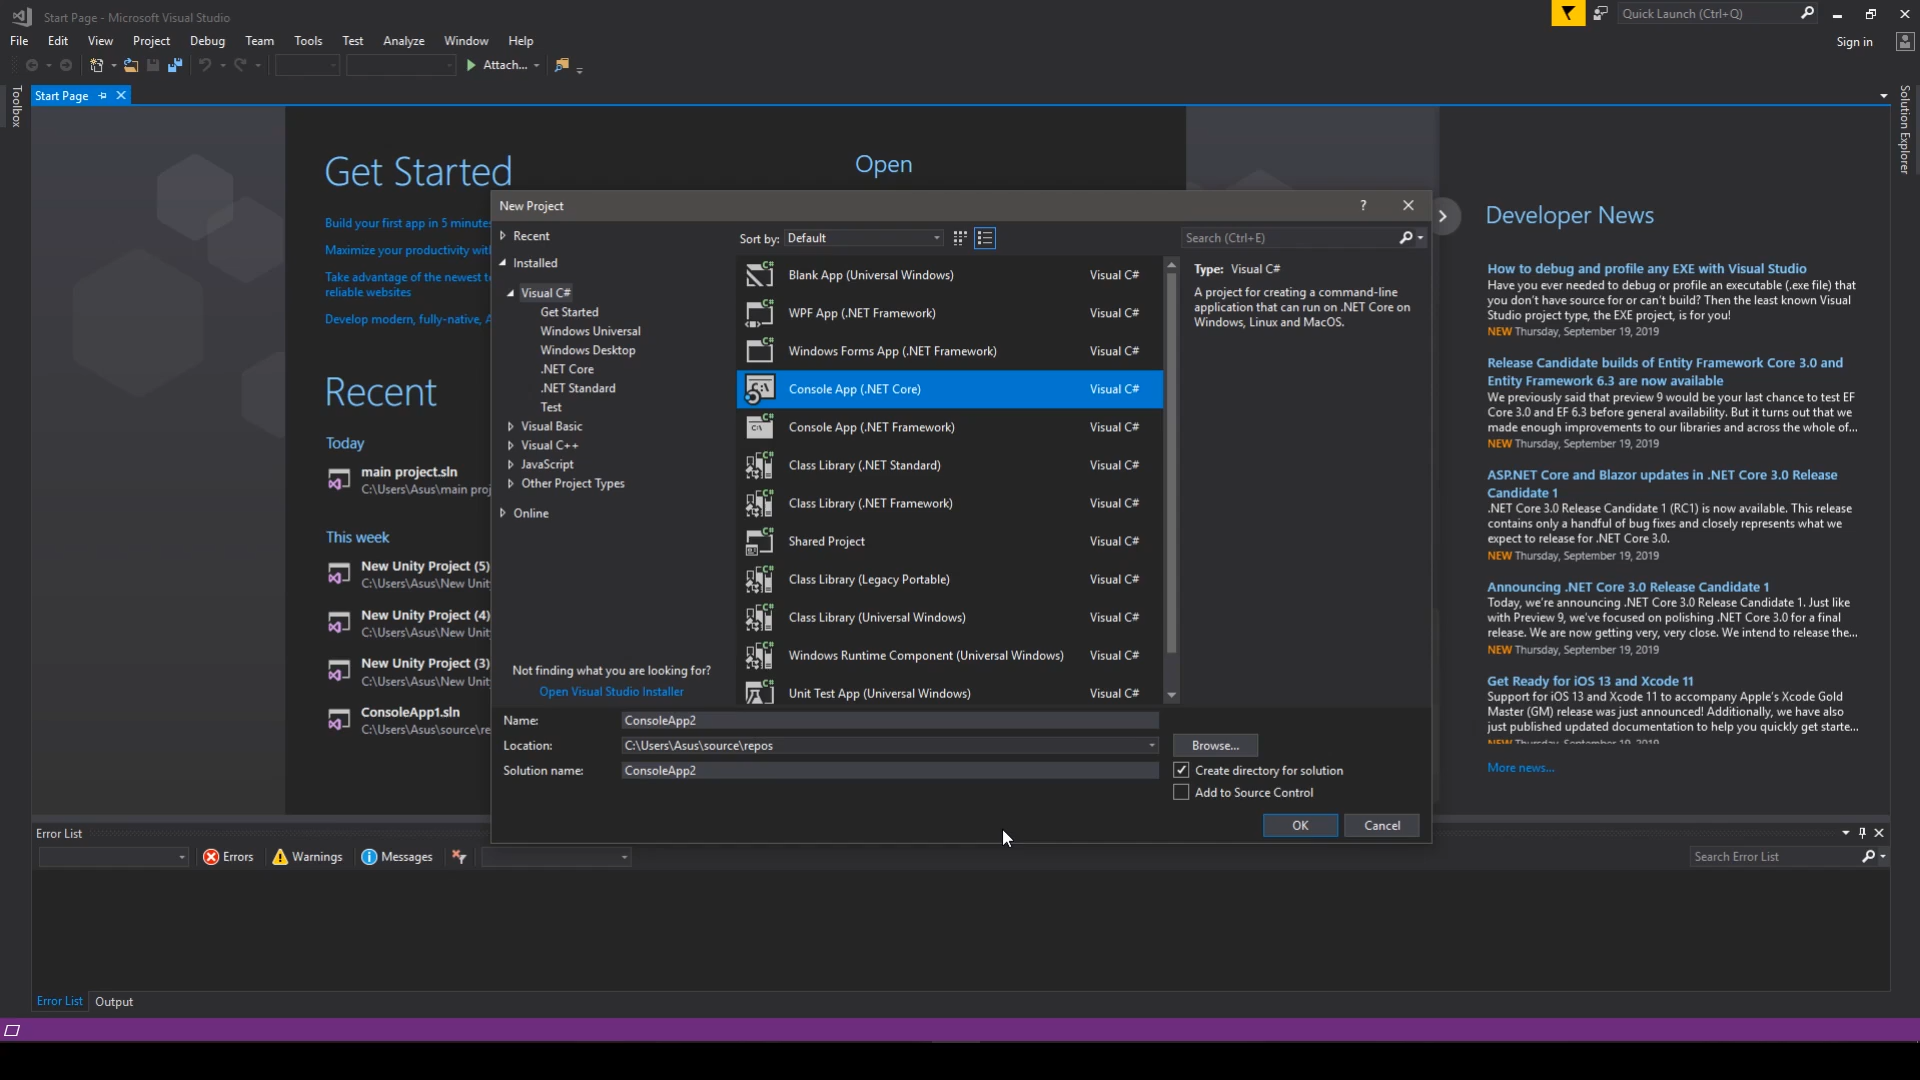 Start Page - Microsoft Visual Studio
Quick Launch (Ctrl+Q)
File Edit View Project Debug Team Tools Test Analyze Window Help
Sign in
Attach...
Toolbox
Start Page
Solution Explorer
Get Started
Build your first app in 5 minutes
Maximize your productivity wit
Take advantage of the newest t
reliable websites
Develop modern, fully-native, A
Recent
Today
main project.sln
C:\Users\Asus\main proj
This week
New Unity Project (5)
C:\Users\Asus\New Unit
New Unity Project (4)
C:\Users\Asus\New Unit
New Unity Project (3)
C:\Users\Asus\New Unit
ConsoleApp1.sln
C:\Users\Asus\source\re
Open
New Project
?
Recent
Installed
Visual C#
Get Started
Windows Universal
Windows Desktop
.NET Core
.NET Standard
Test
Visual Basic
Visual C++
JavaScript
Other Project Types
Online
Not finding what you are looking for?
Open Visual Studio Installer
Sort by: Default
Search (Ctrl+E)
Blank App (Universal Windows) Visual C#
WPF App (.NET Framework) Visual C#
Windows Forms App (.NET Framework) Visual C#
Console App (.NET Core) Visual C#
Console App (.NET Framework) Visual C#
Class Library (.NET Standard) Visual C#
Class Library (.NET Framework) Visual C#
Shared Project Visual C#
Class Library (Legacy Portable) Visual C#
Class Library (Universal Windows) Visual C#
Windows Runtime Component (Universal Windows) Visual C#
Unit Test App (Universal Windows) Visual C#
Type: Visual C#
A project for creating a command-line
application that can run on .NET Core on
Windows, Linux and MacOS.
Name: ConsoleApp2
Location: C:\Users\Asus\source\repos
Browse...
Solution name: ConsoleApp2
Create directory for solution
Add to Source Control
OK Cancel
Developer News
How to debug and profile any EXE with Visual Studio
Have you ever needed to debug or profile an executable (.exe file) that
you don't have source for or can't build? Then the least known Visual
Studio project type, the EXE project, is for you!
NEW Thursday, September 19, 2019
Release Candidate builds of Entity Framework Core 3.0 and
Entity Framework 6.3 are now available
We previously said that preview 9 would be your last chance to test EF
Core 3.0 and EF 6.3 before general availability. But it turns out that we
made enough improvements to our libraries and across the whole of...
NEW Thursday, September 19, 2019
ASP.NET Core and Blazor updates in .NET Core 3.0 Release
Candidate 1
.NET Core 3.0 Release Candidate 1 (RC1) is now available. This release
contains only a handful of bug fixes and closely represents what we
expect to release for .NET Core 3.0.
NEW Thursday, September 19, 2019
Announcing .NET Core 3.0 Release Candidate 1
Today, we're announcing .NET Core 3.0 Release Candidate 1. Just like
with Preview 9, we've focused on polishing .NET Core 3.0 for a final
release. We are now getting very, very close. We intend to release the...
NEW Thursday, September 19, 2019
Get Ready for iOS 13 and Xcode 11
Support for iOS 13 and Xcode 11 to accompany Apple's Xcode Gold
Master (GM) release was just announced! Additionally, we have also
just published updated documentation to help you quickly get starte...
NEW Thursday, September 19, 2019
More news...
Error List
Errors Warnings Messages
Search Error List
Error List Output